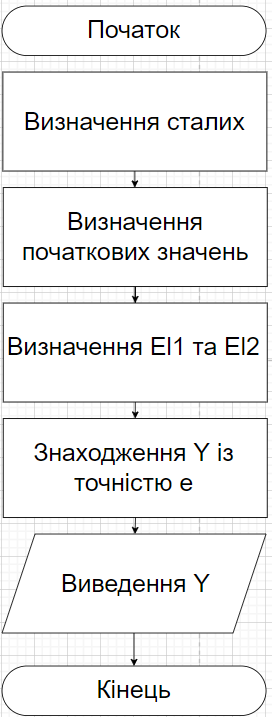 Початок
Визначення сталих
Визначення
початкових значень
Визначення El1 та El2
Знаходження Y із
точністю e
Виведення Y
Кінець